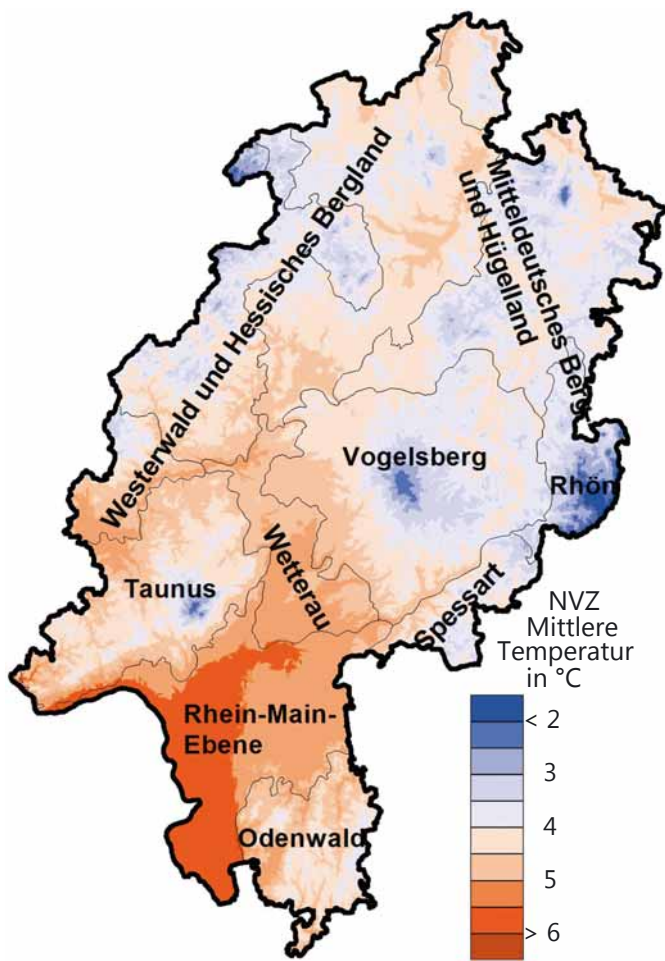 Westerwald und Hessisches Bergland
Mitteldeutsches Berg-
und Hügelland
Vogelsberg
Rhön
Taunus
Wetterau
Spessart
NVZ
Mittlere
Temperatur
in °C
< 2
3
4
5
> 6
Rhein-Main-
Ebene
Odenwald